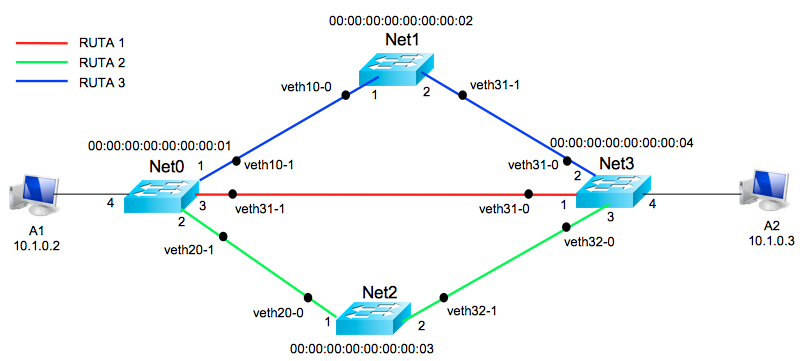 00:00:00:00:00:00:00:02
RUTA 1
Net1
RUTA 2
RUTA 3
veth10-0
1
2
veth31-1
00:00:00:00:00:00:00:01
00:00:00:00:00:00:00:04
Net0
1
veth10-1
veth31-0
2
Net3
4
3
veth31-1
veth31-0
1
4
A1
10.1.0.2
2
3
A2
10.1.0.3
veth20-1
veth32-0
Net2
veth20-0
1
2
veth32-1
00:00:00:00:00:00:00:03